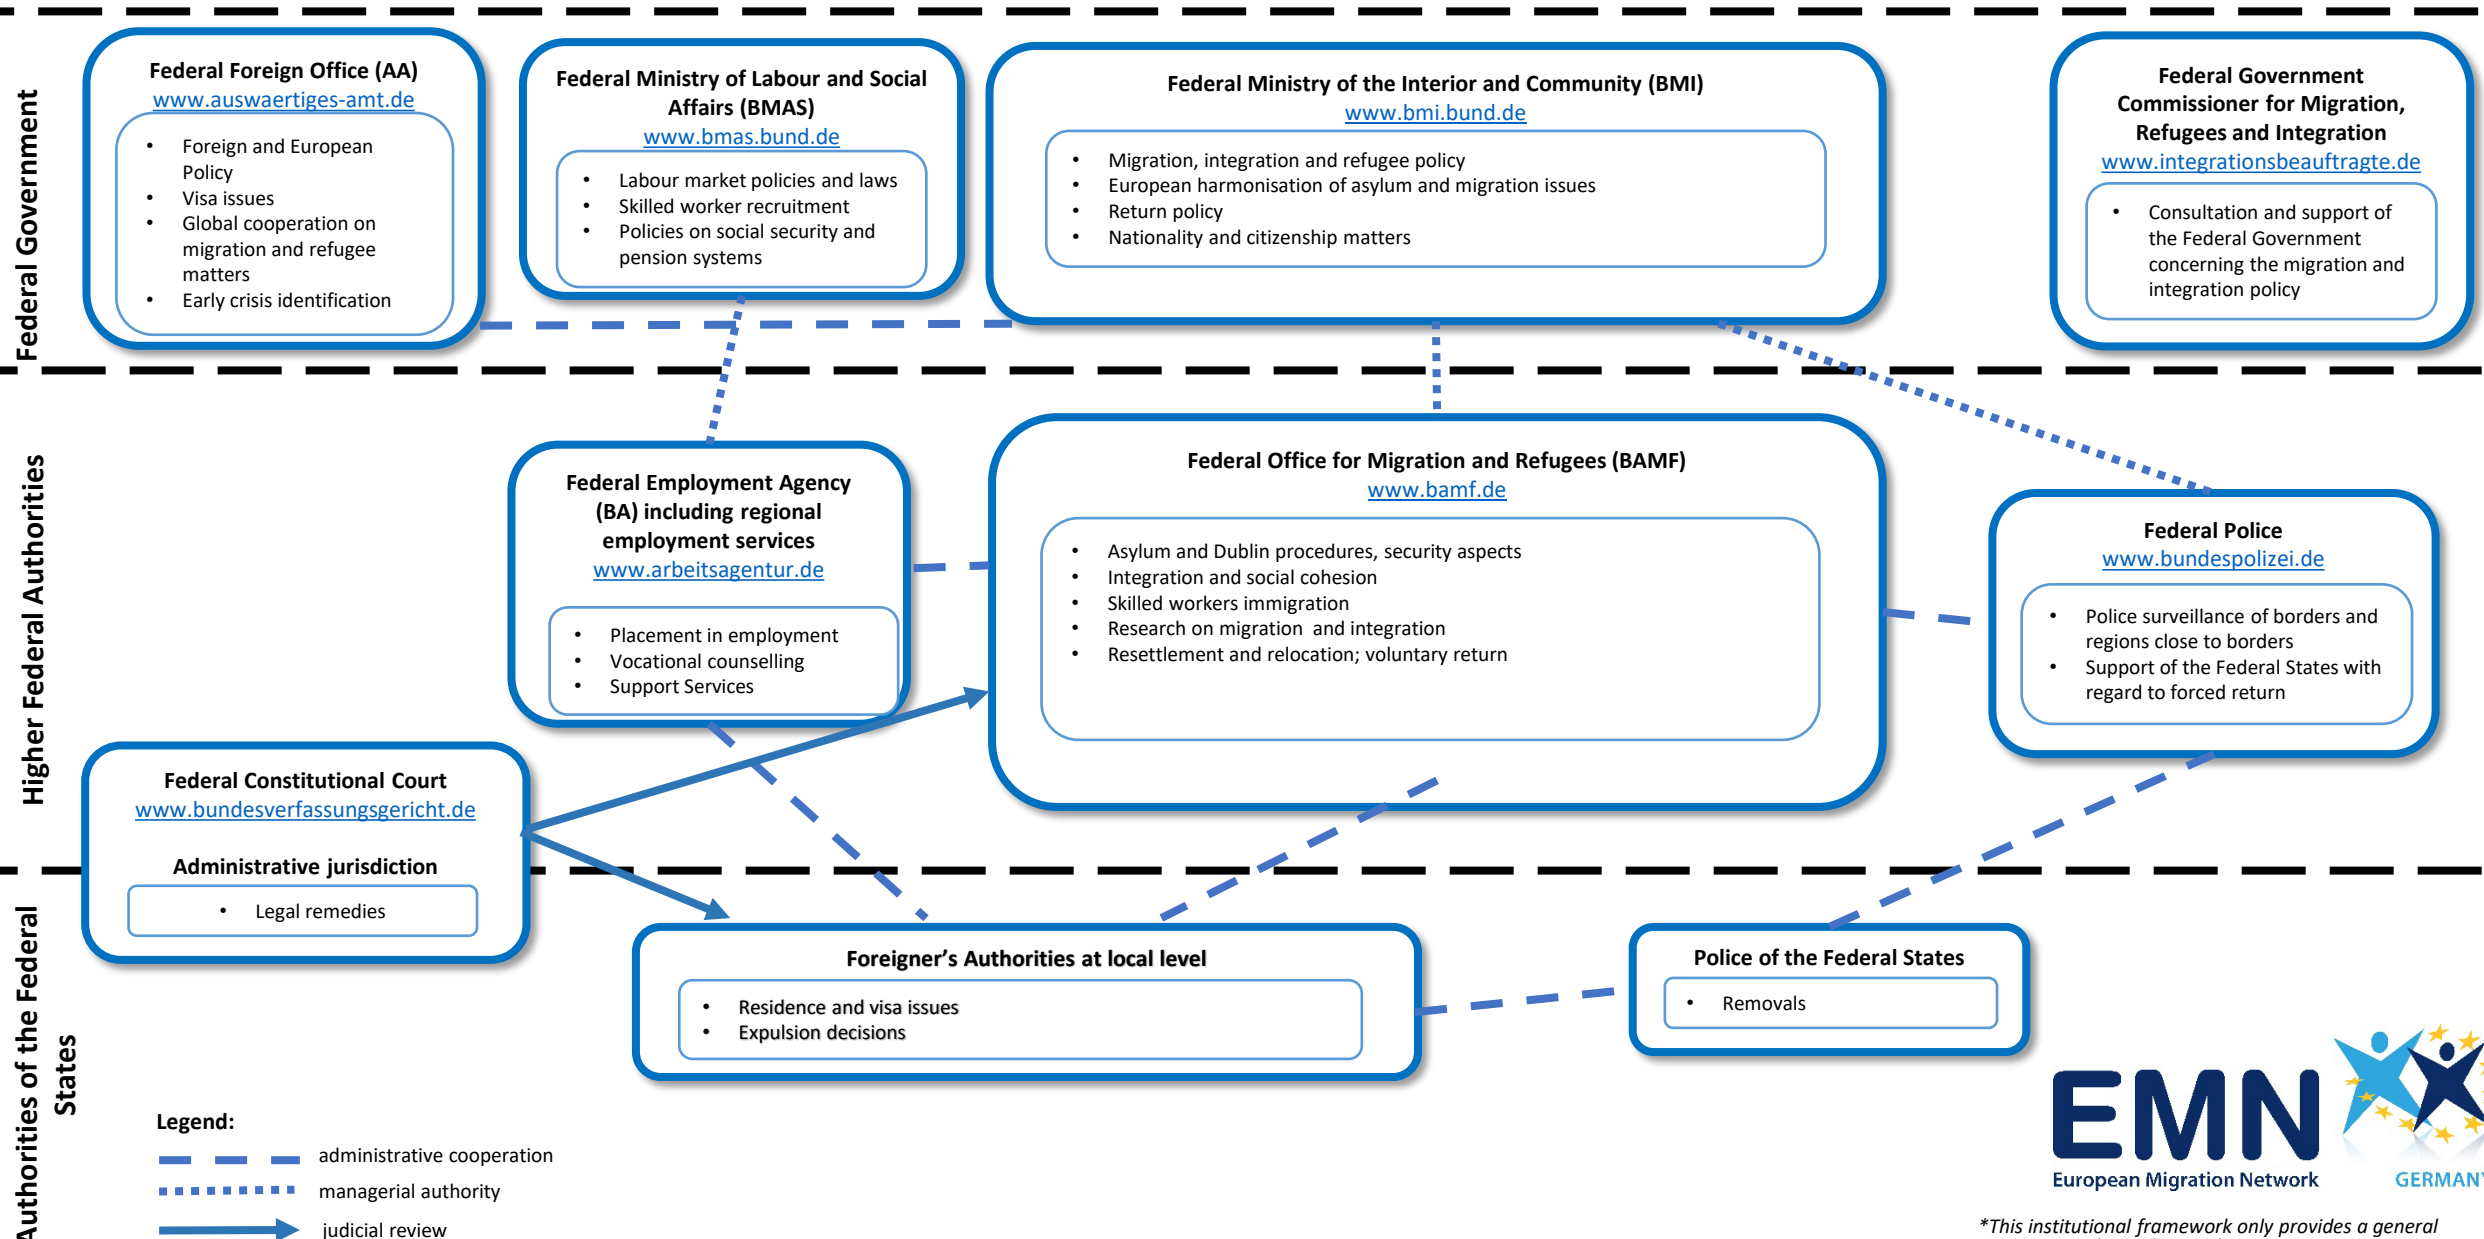 Federal Government
Federal Foreign Office (AA)
www.auswaertiges-amt.de
• Foreign and European
Policy
• Visa issues
• Global cooperation on
migration and refugee
matters
• Early crisis identification
Federal Ministry of Labour and Social
Affairs (BMAS)
www.bmas.bund.de
• Labour market policies and laws
• Skilled worker recruitment
• Policies on social security and
pension systems
Federal Ministry of the Interior and Community (BMI)
www.bmi.bund.de
• Migration, integration and refugee policy
• European harmonisation of asylum and migration issues
• Return policy
• Nationality and citizenship matters
Federal Government
Commissioner for Migration,
Refugees and Integration
www.integrationsbeauftragte.de
• Consultation and support of
the Federal Government
concerning the migration and
integration policy
Higher Federal Authorities
Federal Employment Agency
(BA) including regional
employment services
www.arbeitsagentur.de
• Placement in employment
• Vocational counselling
• Support Services
Federal Office for Migration and Refugees (BAMF)
www.bamf.de
• Asylum and Dublin procedures, security aspects
• Integration and social cohesion
• Skilled workers immigration
• Research on migration and integration
• Resettlement and relocation; voluntary return
Federal Police
www.bundespolizei.de
• Police surveillance of borders and
regions close to borders
• Support of the Federal States with
regard to forced return
Federal Constitutional Court
www.bundesverfassungsgericht.de
Administrative jurisdiction
• Legal remedies
Authorities of the Federal
States
Foreigner's Authorities at local level
• Residence and visa issues
• Expulsion decisions
Police of the Federal States
• Removals
Legend:
administrative cooperation
managerial authority
judicial review
EMN
European Migration Network
GERMANY
*This institutional framework only provides a general